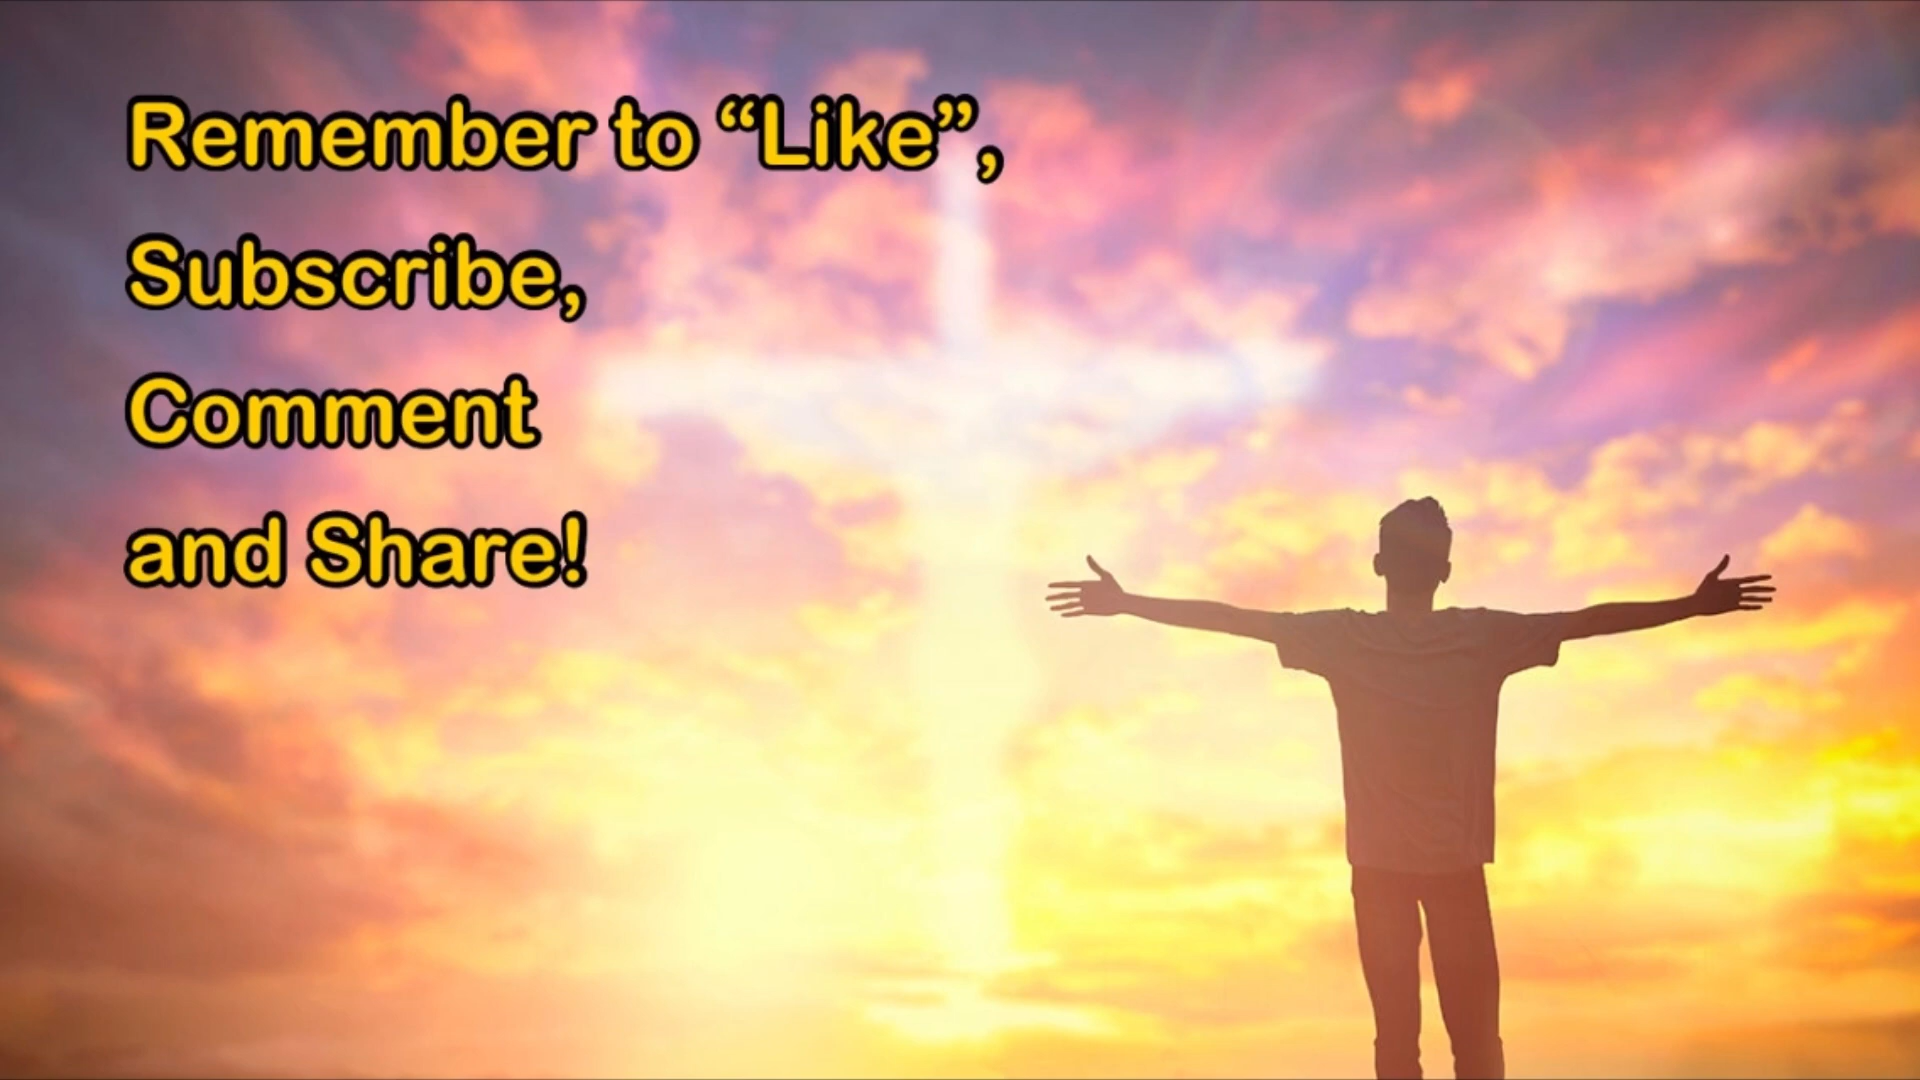 Remember to “Like”,
Subscribe,
Comment
and Share!